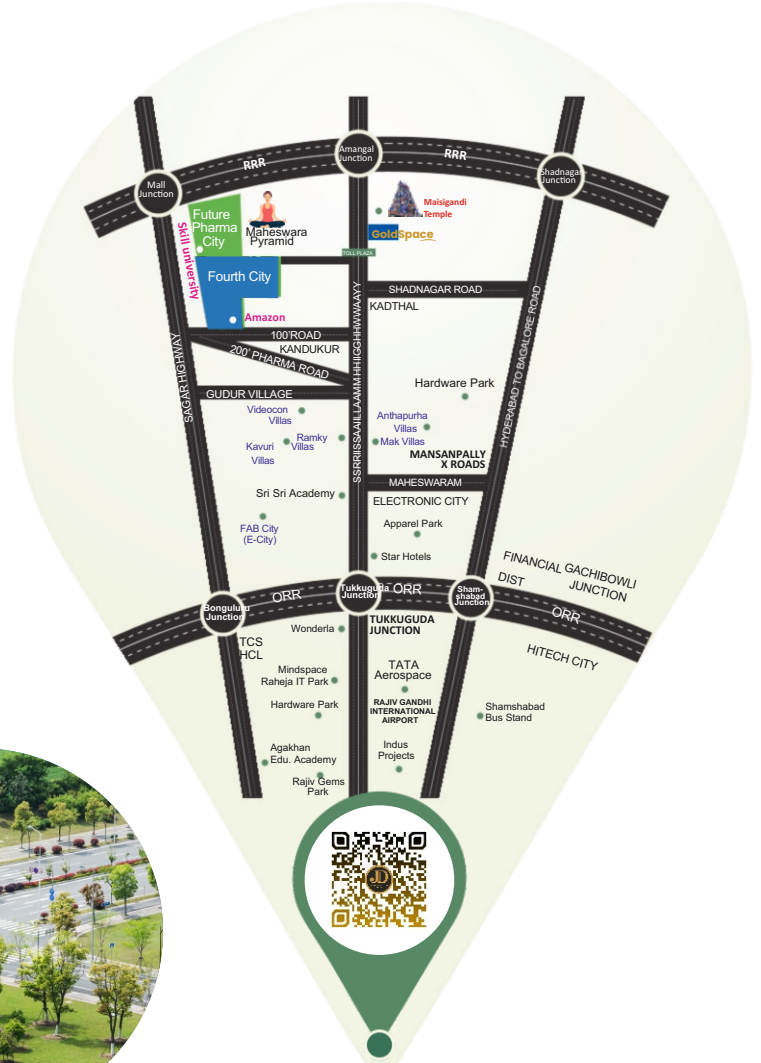 RRR
Amangal
Junction
RRR
Shadnagar
Junction
Mall
Junction
Future
Pharma
City
Maheswara
Pyramid
Maisigandi
Temple
GoldSpace
TOLL PLAZA
Skill university
Fourth City
Amazon
SHADNAGAR ROAD
KADTHAL
100'ROAD
KANDUKUR
200' PHARMA ROAD
SAGAR HIGHWAY
SSRRIISSAAIILLAAMMHHIIGGHHWWAAYY
HYDERABAD TO BAGALORE ROAD
GUDUR VILLAGE
Hardware Park
Videocon
Villas
Anthapurha
Villas
Ramky
Villas
Kavuri
Villas
Mak Villas
MANSANPALLY
X ROADS
MAHESWARAM
Sri Sri Academy
ELECTRONIC CITY
FAB City
(E-City)
Apparel Park
Star Hotels
FINANCIAL
DIST
GACHIBOWLI
JUNCTION
Bonguluru
Junction
ORR
Tukkuguda
Junction
ORR
Sham-
shabad
Junction
ORR
Wonderla
TUKKUGUDA
JUNCTION
TCS
HCL
HITECH CITY
Mindspace
Raheja IT Park
TATA
Aerospace
Hardware Park
RAJIV GANDHI
INTERNATIONAL
AIRPORT
Shamshabad
Bus Stand
Agakhan
Edu. Academy
Indus
Projects
Rajiv Gems
Park
JD